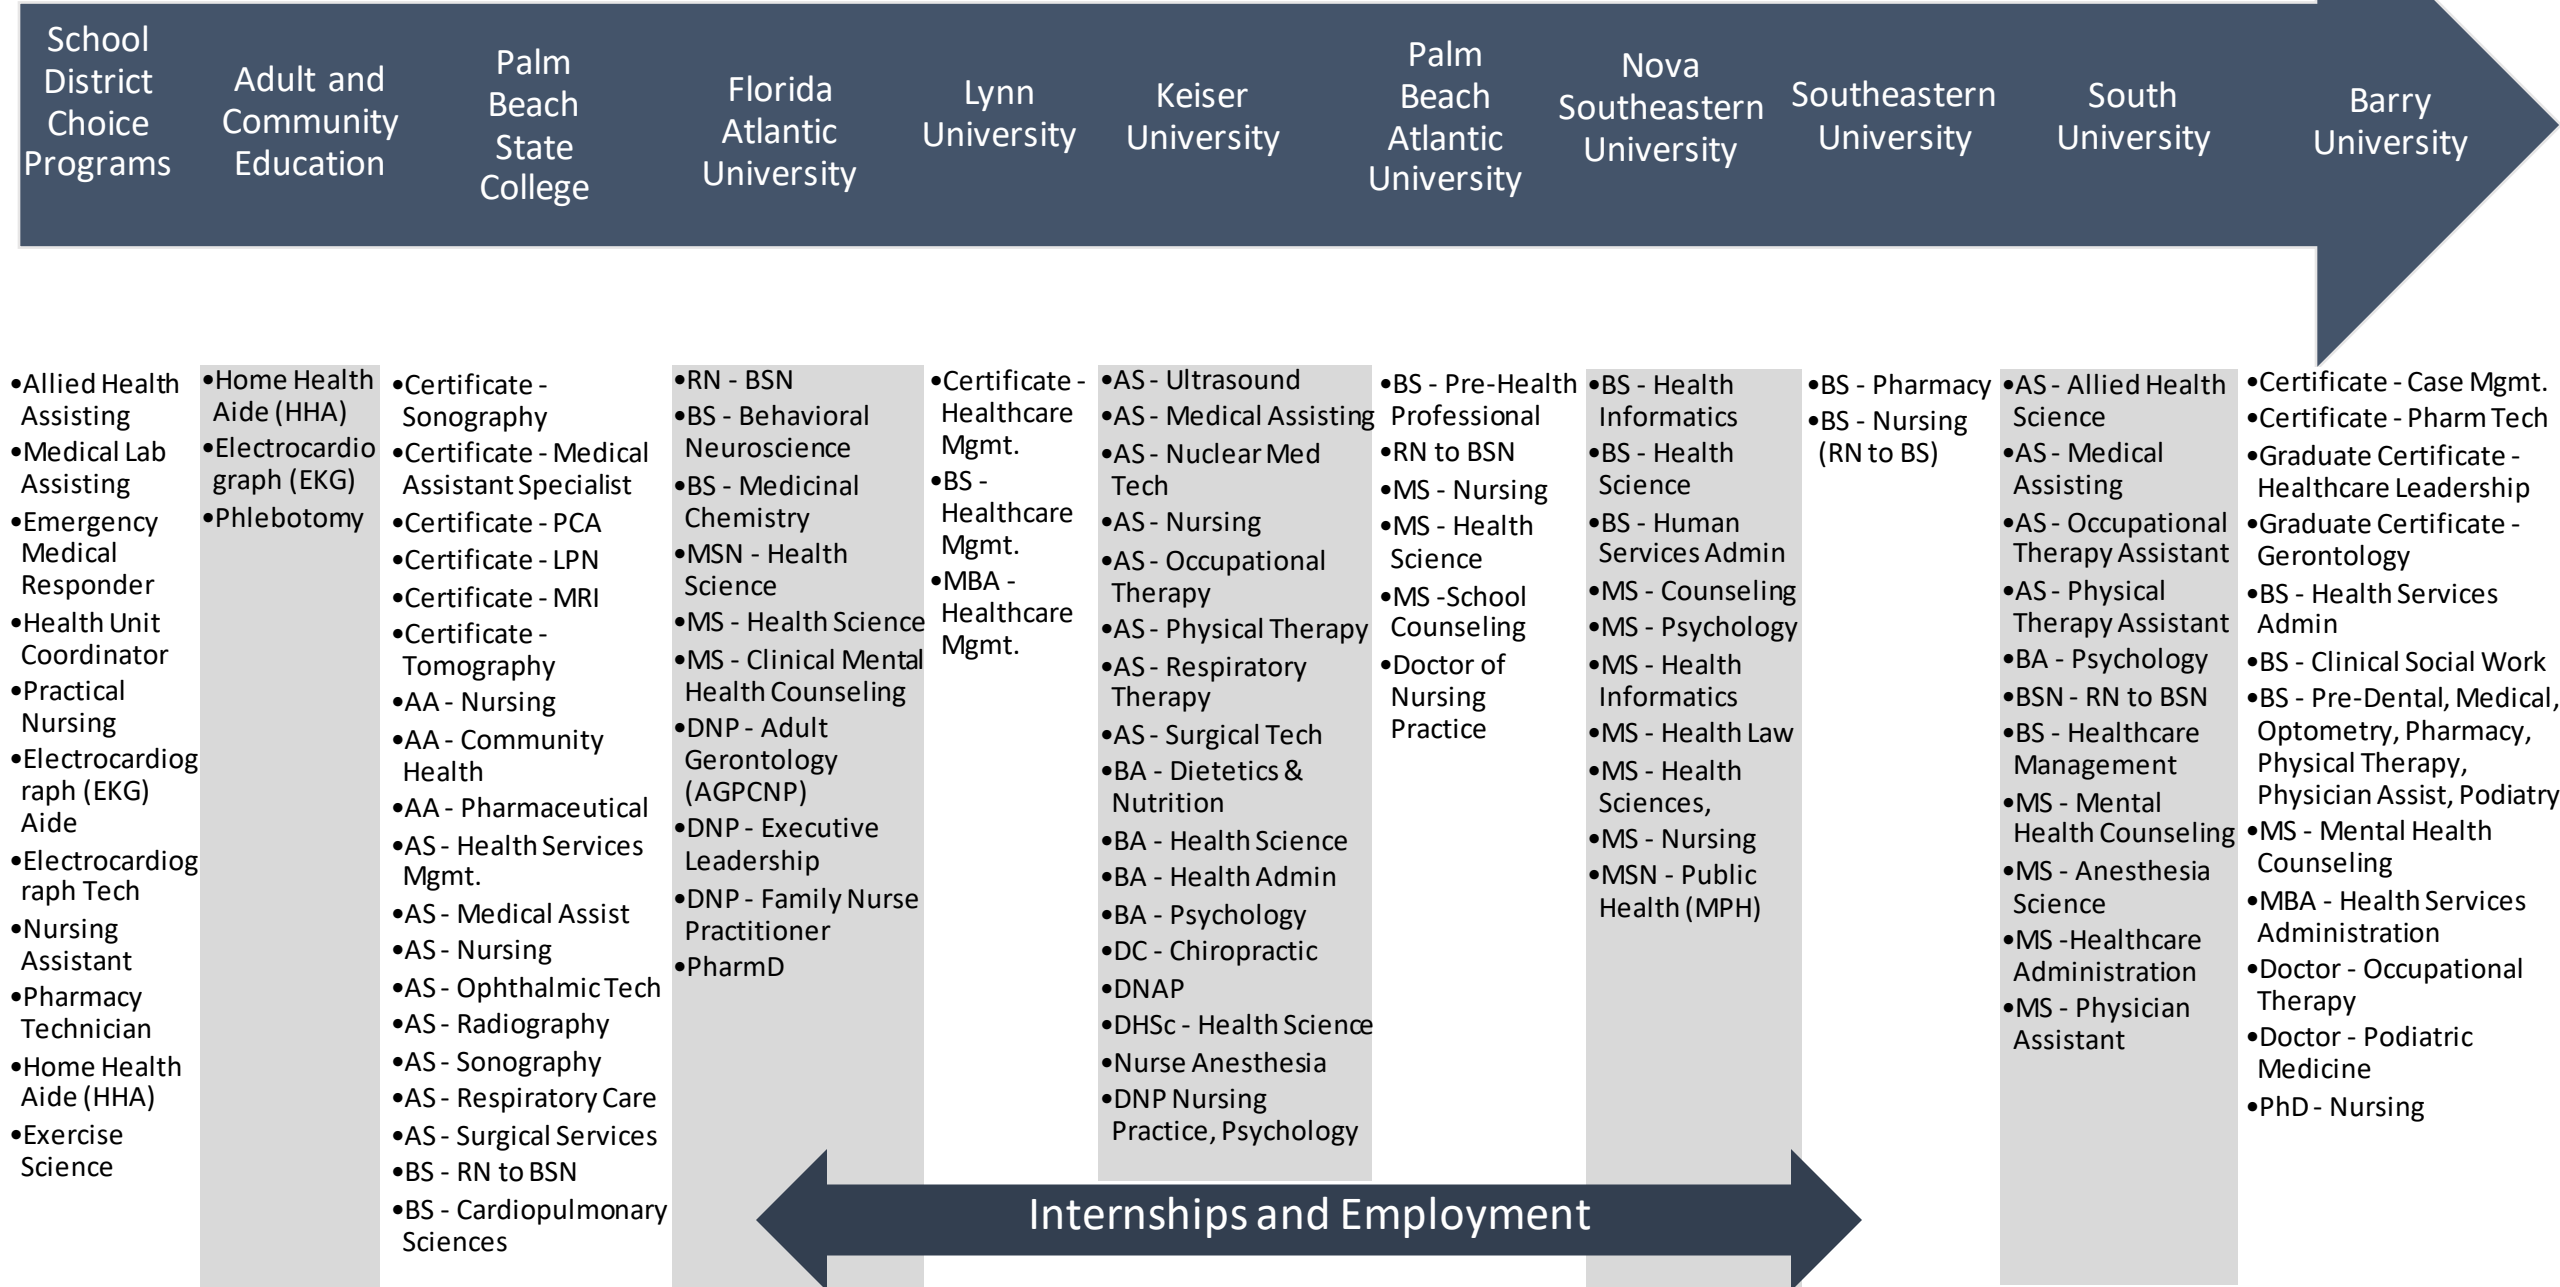 School
District
Choice
Programs
Adult and
Community
Education
Palm
Beach
State
College
Florida
Atlantic
University
Lynn
University
Keiser
University
Palm
Beach
Atlantic
University
Nova
Southeastern
University
Southeastern
University
South
University
Barry
University
•Allied Health
Assisting
•Medical Lab
Assisting
•Emergency
Medical
Responder
•Health Unit
Coordinator
•Practical
Nursing
•Electrocardiog
raph (EKG)
Aide
•Electrocardiog
raph Tech
•Nursing
Assistant
•Pharmacy
Technician
•Home Health
Aide (HHA)
•Exercise
Science
•Home Health
Aide (HHA)
•Electrocardio
graph (EKG)
•Phlebotomy
•Certificate -
Sonography
•Certificate - Medical
Assistant Specialist
•Certificate - PCA
•Certificate - LPN
•Certificate - MRI
•Certificate -
Tomography
•AA - Nursing
•AA - Community
Health
•AA - Pharmaceutical
•AS - Health Services
Mgmt.
•AS - Medical Assist
•AS - Nursing
•AS - Ophthalmic Tech
•AS - Radiography
•AS - Sonography
•AS - Respiratory Care
•AS - Surgical Services
•BS - RN to BSN
•BS - Cardiopulmonary
Sciences
•RN - BSN
•BS - Behavioral
Neuroscience
•BS - Medicinal
Chemistry
•MSN - Health
Science
•MS - Health Science
•MS - Clinical Mental
Health Counseling
•DNP - Adult
Gerontology
(AGPCNP)
•DNP - Executive
Leadership
•DNP - Family Nurse
Practitioner
•PharmD
•Certificate -
Healthcare
Mgmt.
•BS -
Healthcare
Mgmt.
•MBA -
Healthcare
Mgmt.
•AS - Ultrasound
•AS - Medical Assisting
•AS - Nuclear Med
Tech
•AS - Nursing
•AS - Occupational
Therapy
•AS - Physical Therapy
•AS - Respiratory
Therapy
•AS - Surgical Tech
•BA - Dietetics &
Nutrition
•BA - Health Science
•BA - Health Admin
•BA - Psychology
•DC - Chiropractic
•DNAP
•DHSc - Health Science
•Nurse Anesthesia
•DNP Nursing
Practice, Psychology
•BS - Pre-Health
Professional
•RN to BSN
•MS - Nursing
•MS - Health
Science
•MS -School
Counseling
•Doctor of
Nursing
Practice
•BS - Health
Informatics
•BS - Health
Science
•BS - Human
Services Admin
•MS - Counseling
•MS - Psychology
•MS - Health
Informatics
•MS - Health Law
•MS - Health
Sciences,
•MS - Nursing
•MSN - Public
Health (MPH)
•BS - Pharmacy
•BS - Nursing
(RN to BS)
•AS - Allied Health
Science
•AS - Medical
Assisting
•AS - Occupational
Therapy Assistant
•AS - Physical
Therapy Assistant
•BA - Psychology
•BSN - RN to BSN
•BS - Healthcare
Management
•MS - Mental
Health Counseling
•MS - Anesthesia
Science
•MS -Healthcare
Administration
•MS - Physician
Assistant
•Certificate - Case Mgmt.
•Certificate - Pharm Tech
•Graduate Certificate -
Healthcare Leadership
•Graduate Certificate -
Gerontology
•BS - Health Services
Admin
•BS - Clinical Social Work
•BS - Pre-Dental, Medical,
Optometry, Pharmacy,
Physical Therapy,
Physician Assist, Podiatry
•MS - Mental Health
Counseling
•MBA - Health Services
Administration
•Doctor - Occupational
Therapy
•Doctor - Podiatric
Medicine
•PhD - Nursing
Internships and Employment